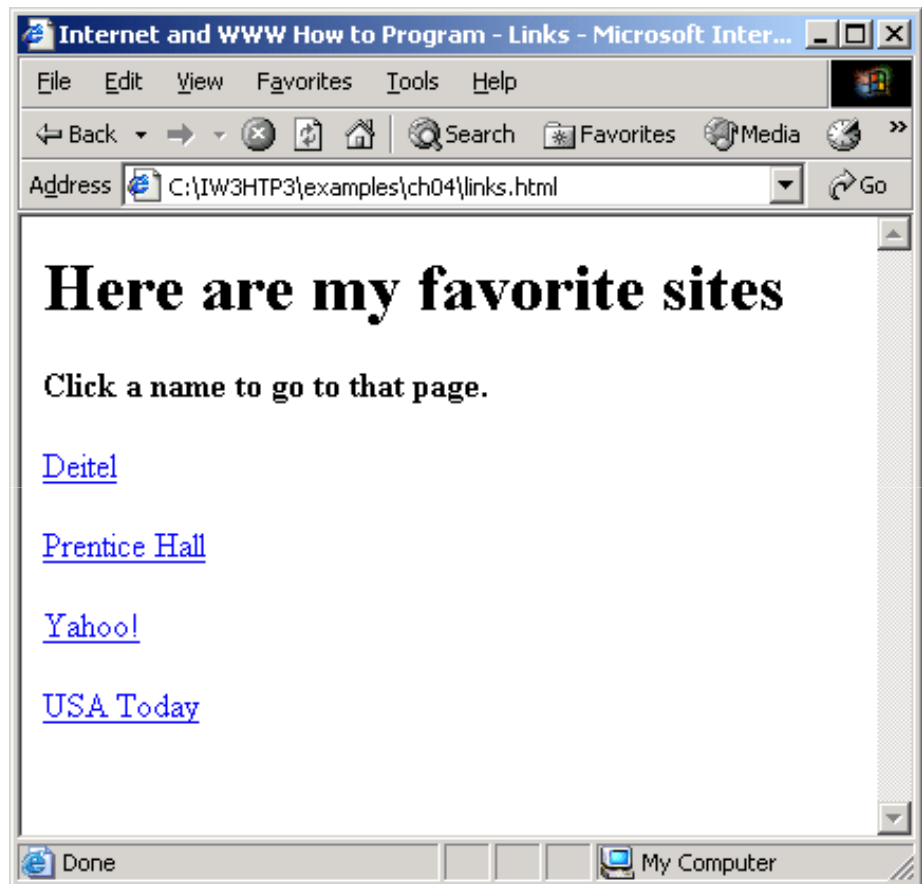 Internet and WWW How to Program - Links - Microsoft Inter...
File Edit View Favorites Tools Help
Back Search Favorites Media »
Address C:\IW3HTP3\examples\ch04\links.html Go
Here are my favorite sites
Click a name to go to that page.
Deitel
Prentice Hall
Yahoo!
USA Today
Done My Computer